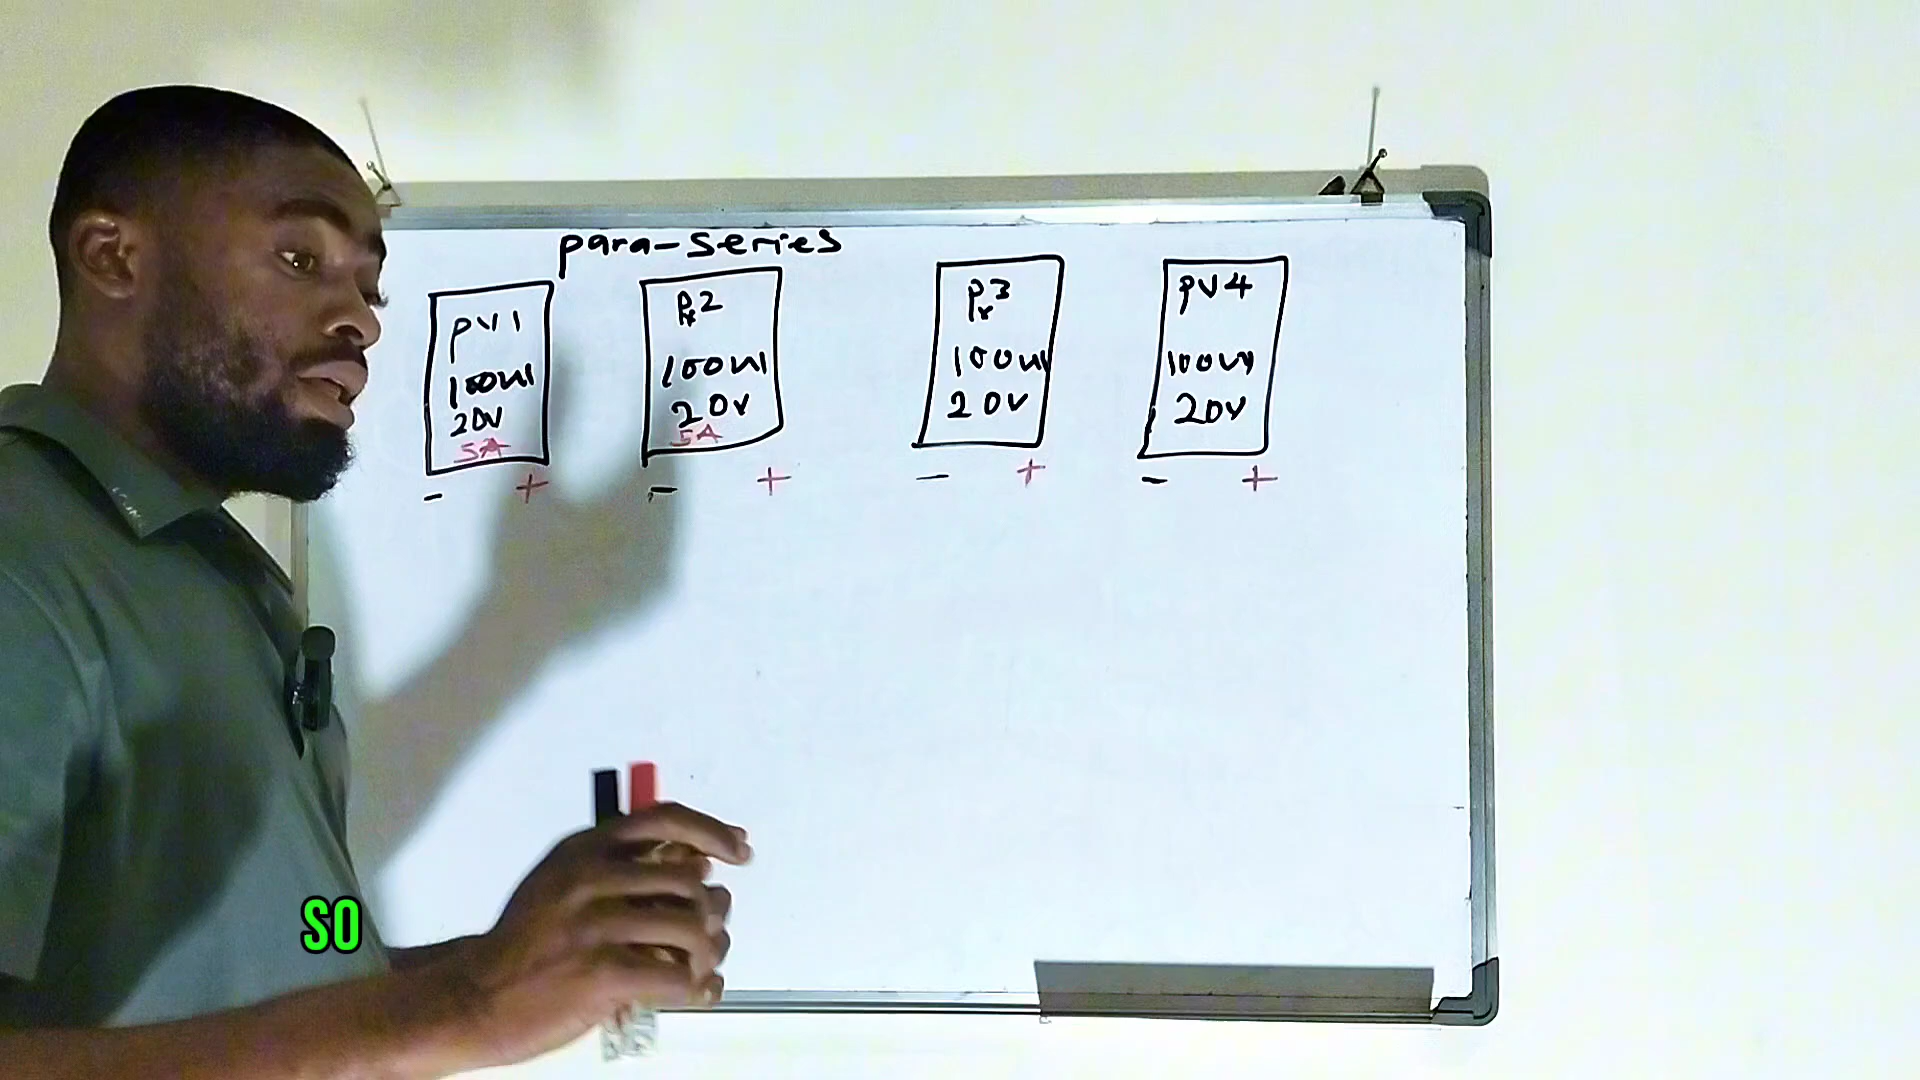 para-series
PV1
100W
20V
5A
- +
PV2
100W
20V
5A
- +
PV3
100W
20V
- +
PV4
100W
20V
- +
SO